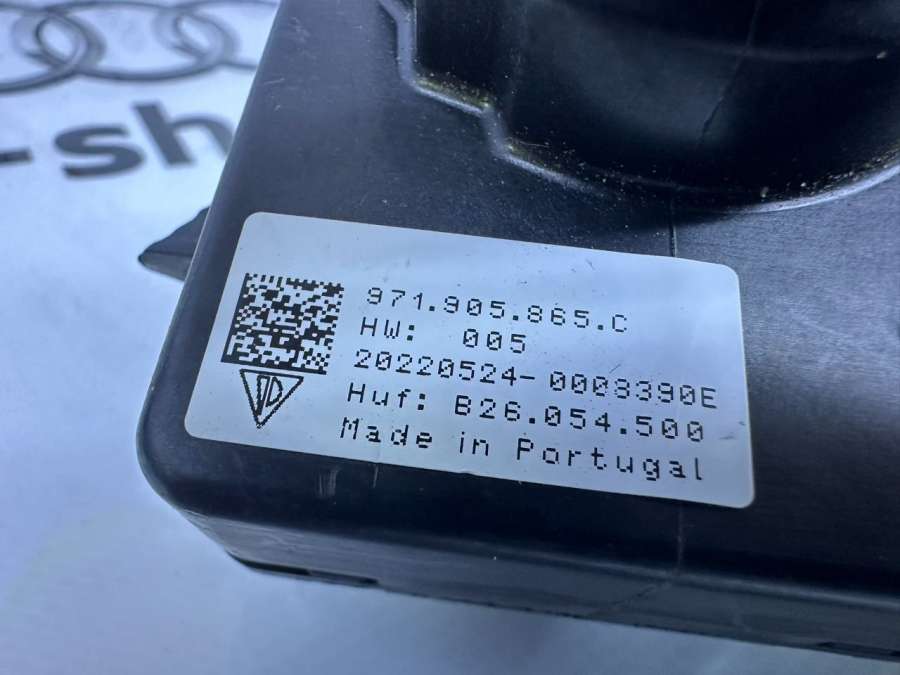 -sh
971.905.865.C
HW: 005
20220524-0008390E
Huf: B26.054.500
Made in Portugal